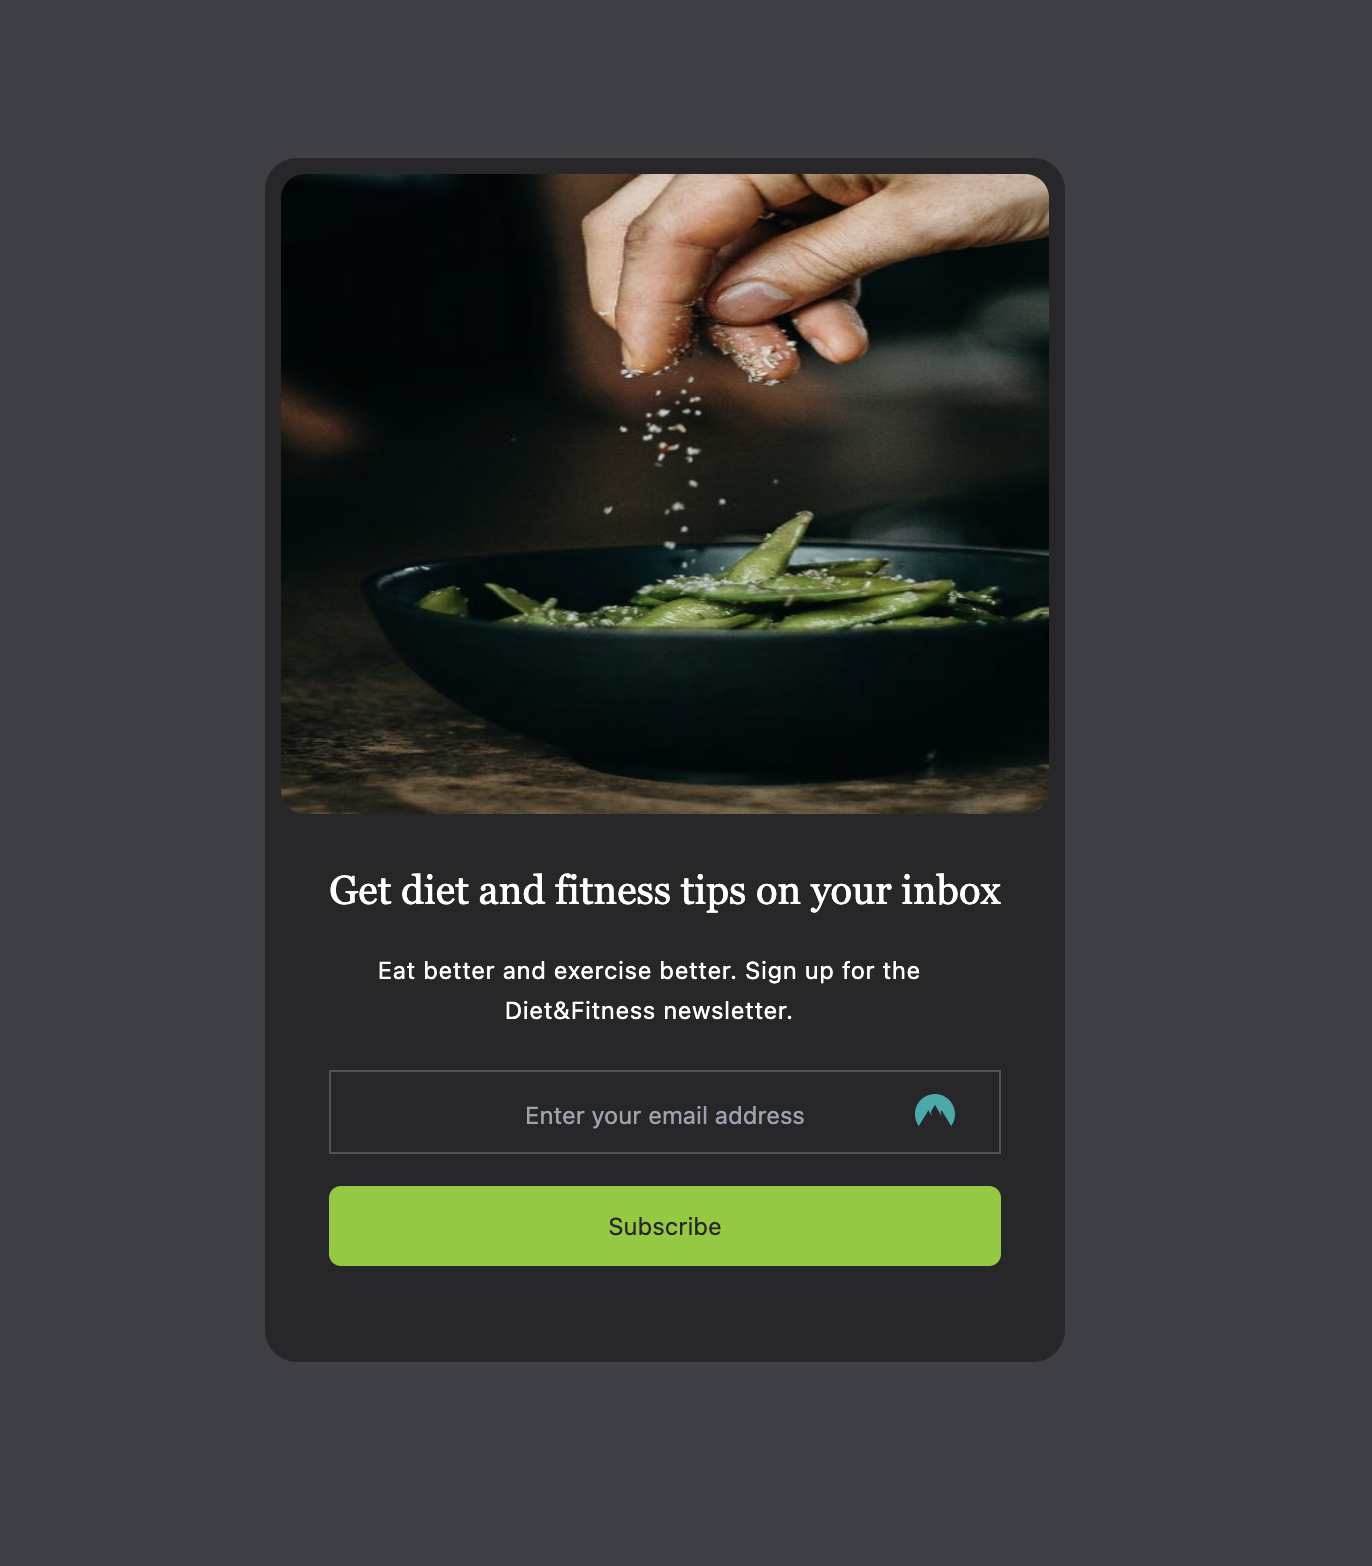 Get diet and fitness tips on your inbox
Eat better and exercise better. Sign up for the
Diet&Fitness newsletter.
Enter your email address
Subscribe